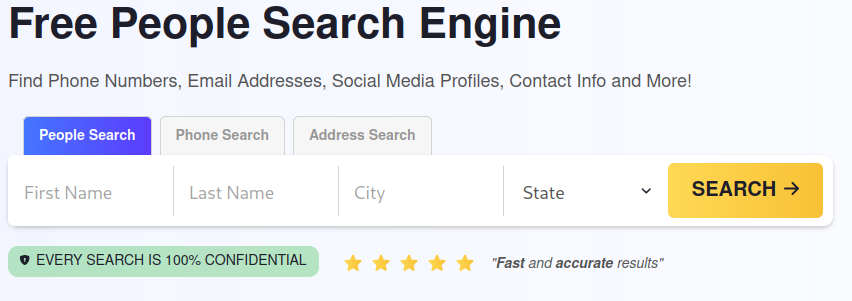 Free People Search Engine
Find Phone Numbers, Email Addresses, Social Media Profiles, Contact Info and More!
People Search Phone Search Address Search
First Name Last Name City State SEARCH →
EVERY SEARCH IS 100% CONFIDENTIAL "Fast and accurate results"